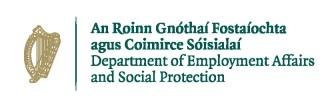 An Roinn Gnóthaí Fostaíochta
agus Coimirce Sóisialaí
Department of Employment Affairs
and Social Protection